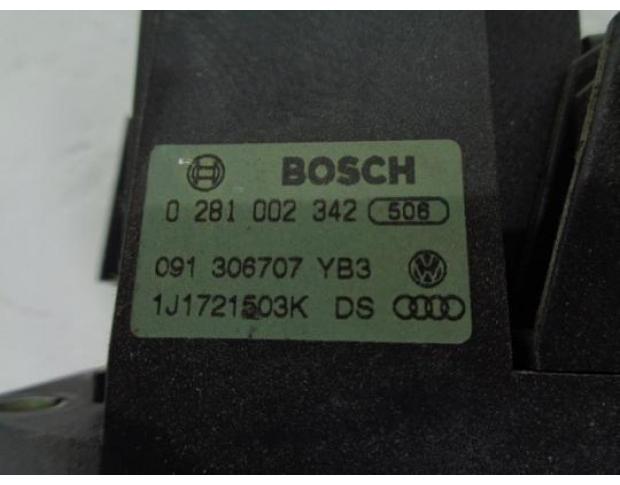 BOSCH
0 281 002 342 506
091 306707 YB3
1J1721503K DS